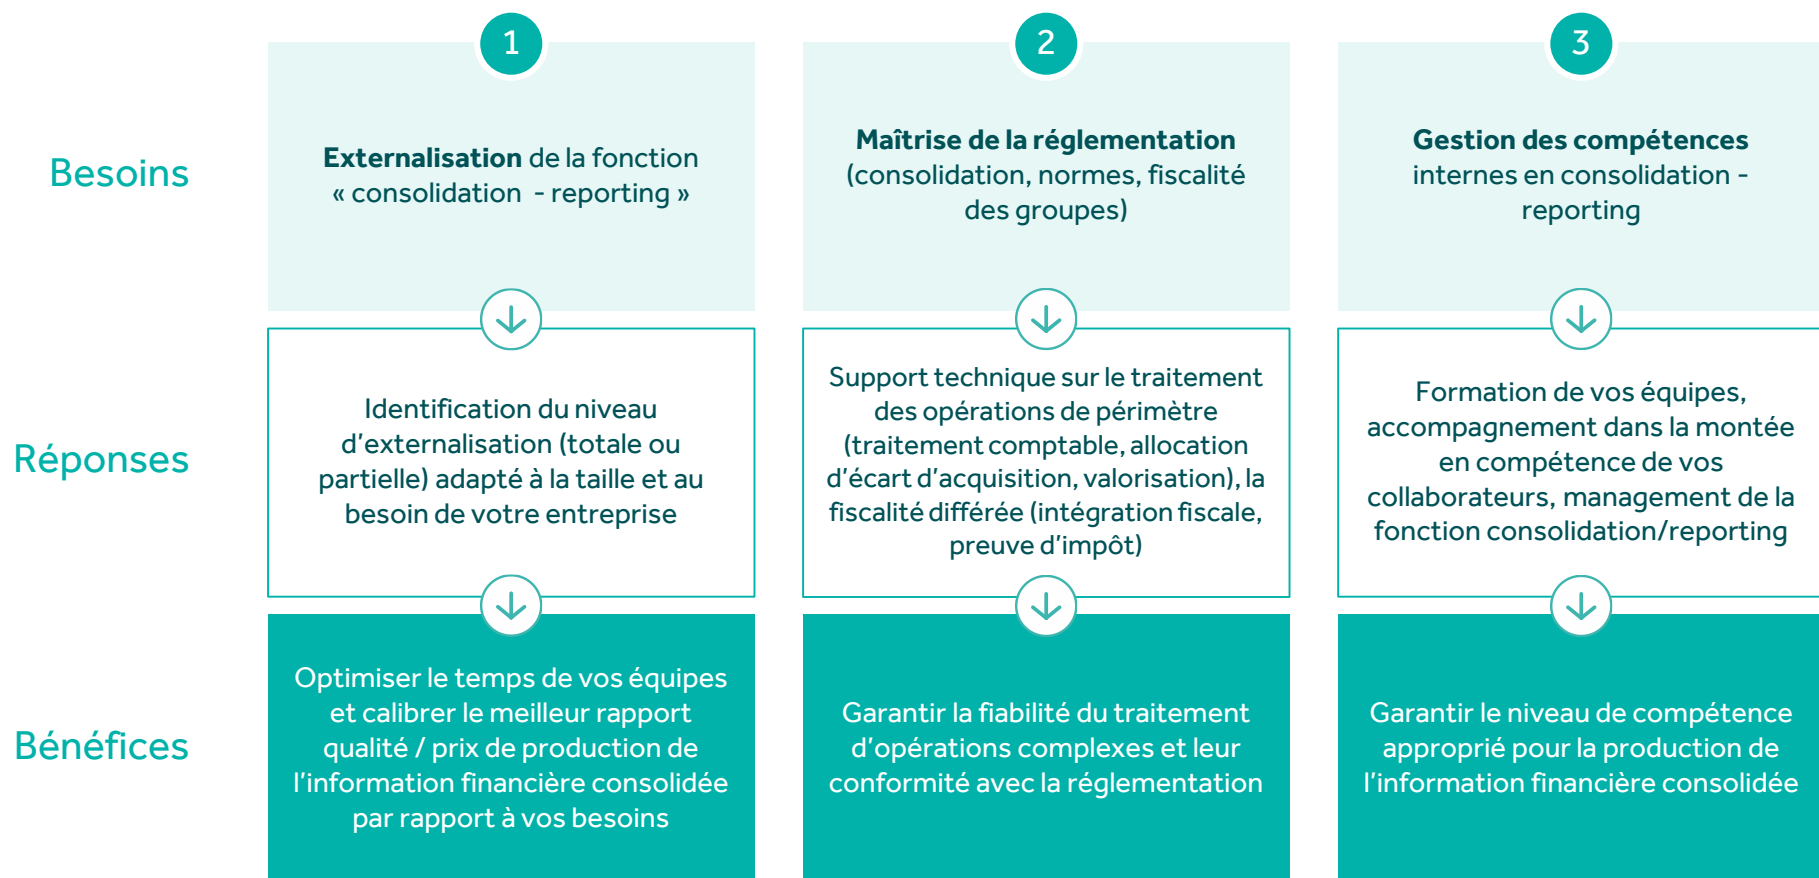 1
2
3
Besoins
Externalisation de la fonction
« consolidation - reporting »
Maîtrise de la réglementation
(consolidation, normes, fiscalité
des groupes)
Gestion des compétences
internes en consolidation -
reporting
Réponses
Identification du niveau
d'externalisation (totale ou
partielle) adapté à la taille et au
besoin de votre entreprise
Support technique sur le traitement
des opérations de périmètre
(traitement comptable, allocation
d'écart d'acquisition, valorisation), la
fiscalité différée (intégration fiscale,
preuve d'impôt)
Formation de vos équipes,
accompagnement dans la montée
en compétence de vos
collaborateurs, management de la
fonction consolidation/reporting
Bénéfices
Optimiser le temps de vos équipes
et calibrer le meilleur rapport
qualité / prix de production de
l'information financière consolidée
par rapport à vos besoins
Garantir la fiabilité du traitement
d'opérations complexes et leur
conformité avec la réglementation
Garantir le niveau de compétence
approprié pour la production de
l'information financière consolidée